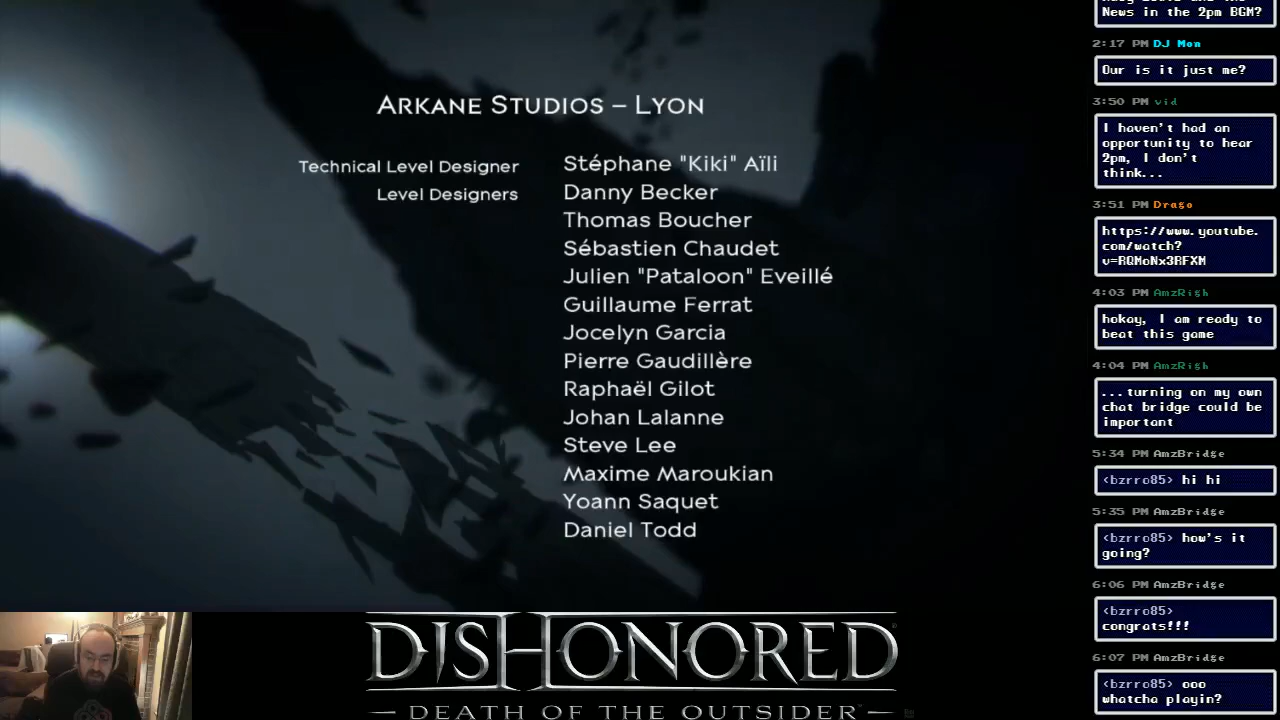 ARKANE STUDIOS – LYON
Technical Level Designer
Stéphane "Kiki" Aïli
Level Designers
Danny Becker
Thomas Boucher
Sébastien Chaudet
Julien "Pataloon" Eveillé
Guillaume Ferrat
Jocelyn Garcia
Pierre Gaudillère
Raphaël Gilot
Johan Lalanne
Steve Lee
Maxime Maroukian
Yoann Saquet
Daniel Todd
DISHONORED®
DEATH OF THE OUTSIDER
News in the 2pm BGM?
2:17 PM DJ Mon
Our is it just me?
3:50 PM vid
I haven't had an
opportunity to hear
2pm, I don't
think...
3:51 PM Drago
https://www.youtube.
com/watch?
v=RQMoNx3RFXM
4:03 PM AmzRigh
hokay, I am ready to
beat this game
4:04 PM AmzRigh
...turning on my own
chat bridge could be
important
5:34 PM AmzBridge
<bzrro85> hi hi
5:35 PM AmzBridge
<bzrro85> how's it
going?
6:06 PM AmzBridge
<bzrro85>
congrats!!!
6:07 PM AmzBridge
<bzrro85> ooo
whatcha playin?